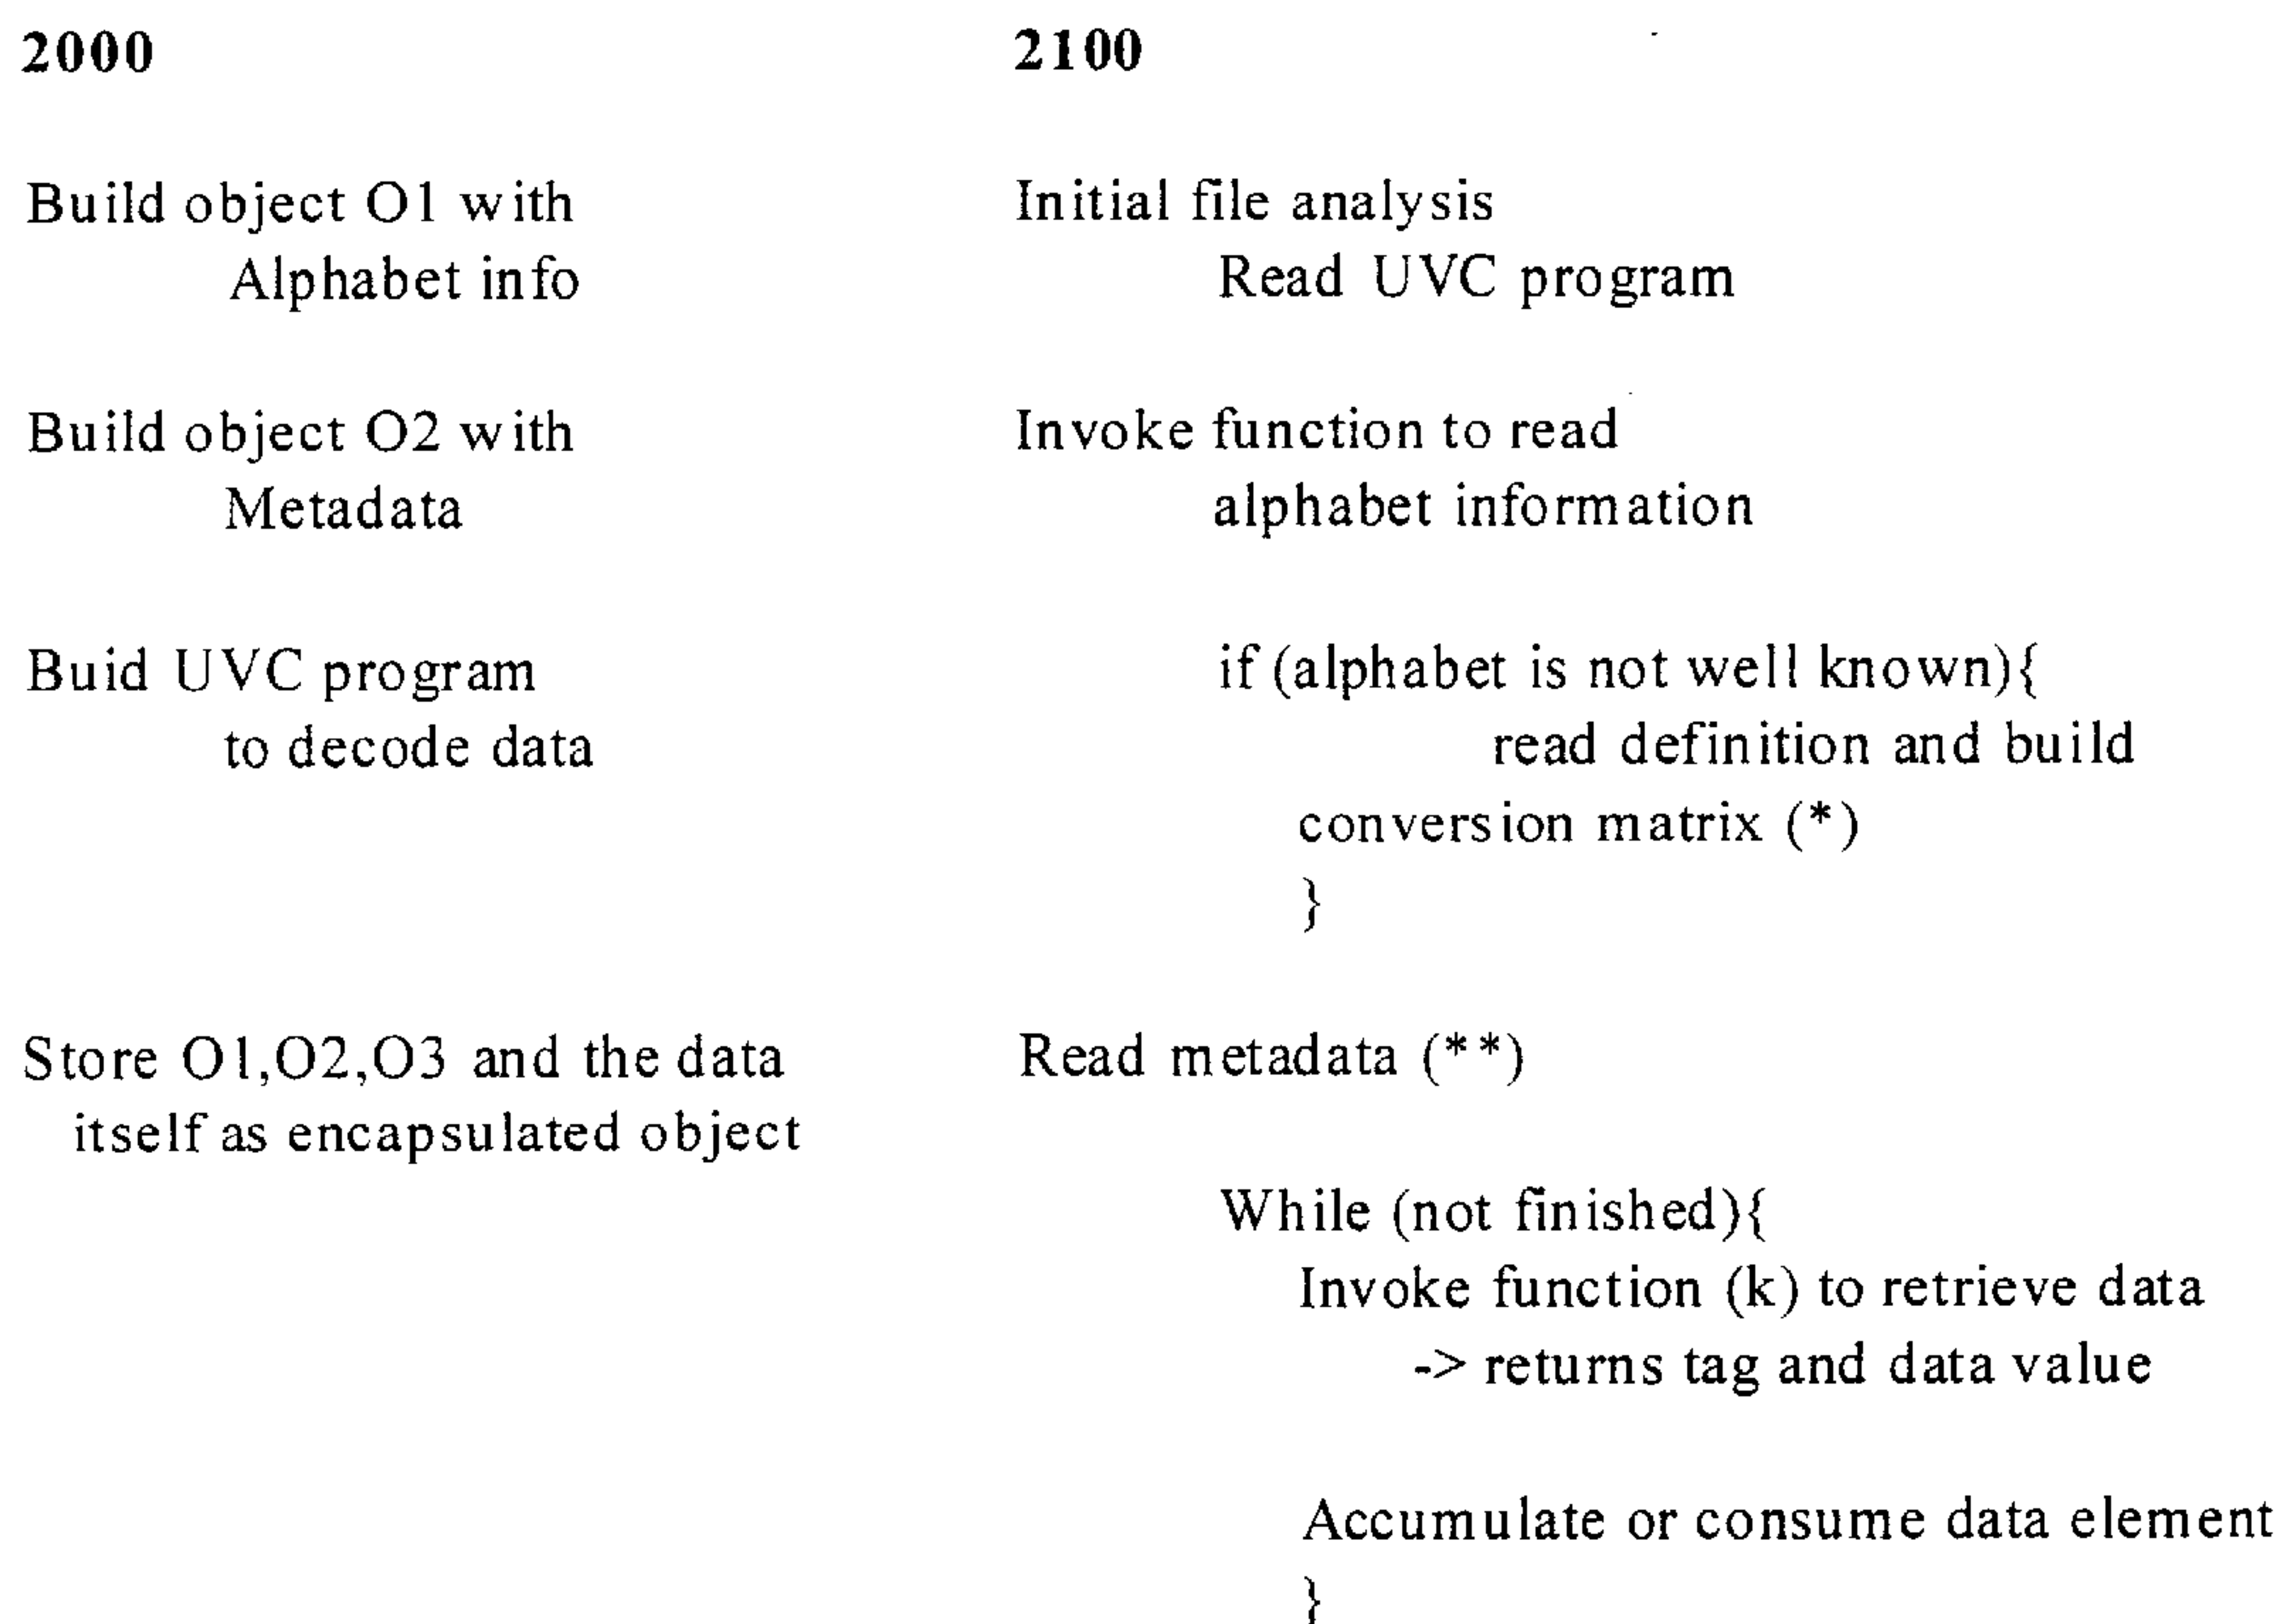 2000
Build object O1 with
Alphabet info
Build object O2 with
Metadata
Buid UVC program
to decode data
Store O1,O2,O3 and the data
itself as encapsulated object
2100
Initial file analysis
Read UVC program
Invoke function to read
alphabet information
if (alphabet is not well known){
read definition and build
conversion matrix (*)
}
Read metadata (**)
While (not finished){
Invoke function (k) to retrieve data
-> returns tag and data value
Accumulate or consume data element
}